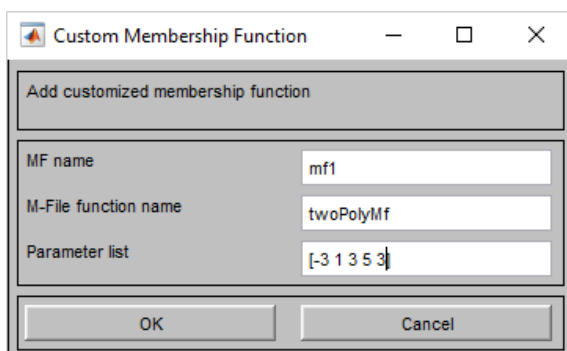 Custom Membership Function
Add customized membership function
MF name
mf1
M-File function name
twoPolyMf
Parameter list
[-3 1 3 5 3]
OK
Cancel